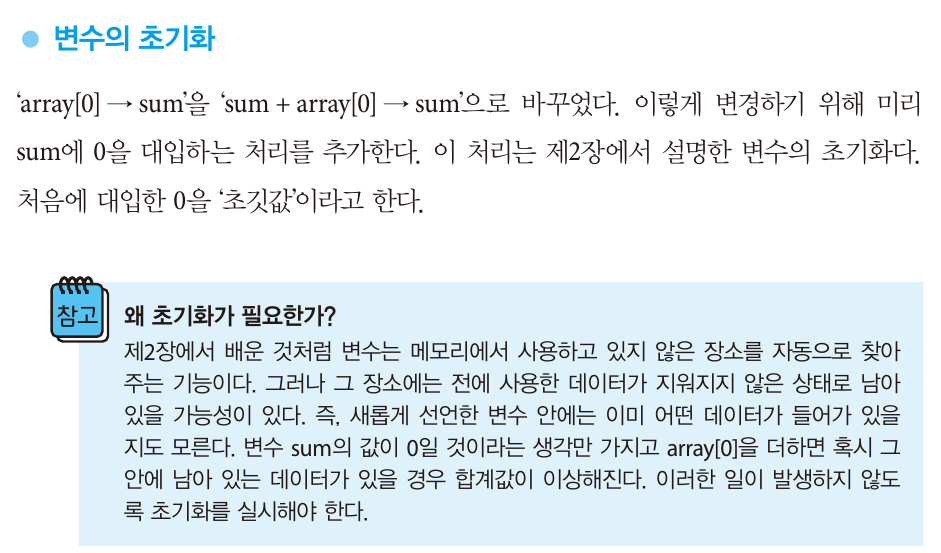 변수의 초기화
‘array[0] → sum’을 ‘sum + array[0] → sum’으로 바꾸었다. 이렇게 변경하기 위해 미리
sum에 0을 대입하는 처리를 추가한다. 이 처리는 제2장에서 설명한 변수의 초기화다.
처음에 대입한 0을 ‘초깃값’이라고 한다.
참고
왜 초기화가 필요한가?
제2장에서 배운 것처럼 변수는 메모리에서 사용하고 있지 않은 장소를 자동으로 찾아
주는 기능이다. 그러나 그 장소에는 전에 사용한 데이터가 지워지지 않은 상태로 남아
있을 가능성이 있다. 즉, 새롭게 선언한 변수 안에는 이미 어떤 데이터가 들어가 있을
지도 모른다. 변수 sum의 값이 0일 것이라는 생각만 가지고 array[0]을 더하면 혹시 그
안에 남아 있는 데이터가 있을 경우 합계값이 이상해진다. 이러한 일이 발생하지 않도
록 초기화를 실시해야 한다.